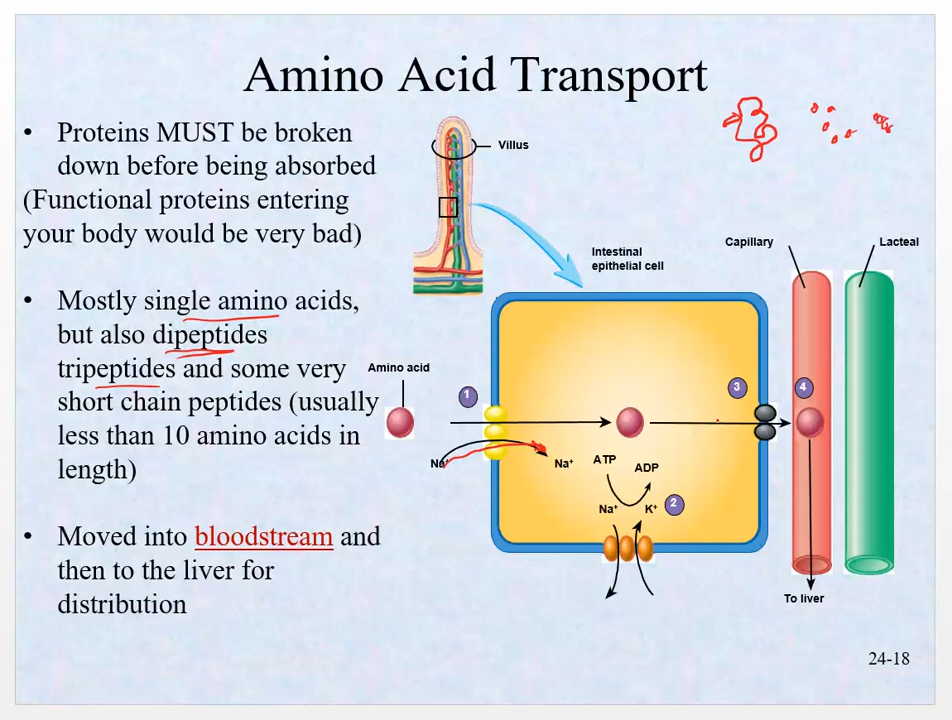 Amino Acid Transport
• Proteins MUST be broken
down before being absorbed
(Functional proteins entering
your body would be very bad)
• Mostly single amino acids,
but also dipeptides
tripeptides and some very
short chain peptides (usually
less than 10 amino acids in
length)
• Moved into bloodstream and
then to the liver for
distribution
Villus
Intestinal
epithelial cell
Capillary
Lacteal
Amino acid
1
3
4
Na⁺
Na⁺
ATP
ADP
Na⁺
K⁺
2
To liver
24-18